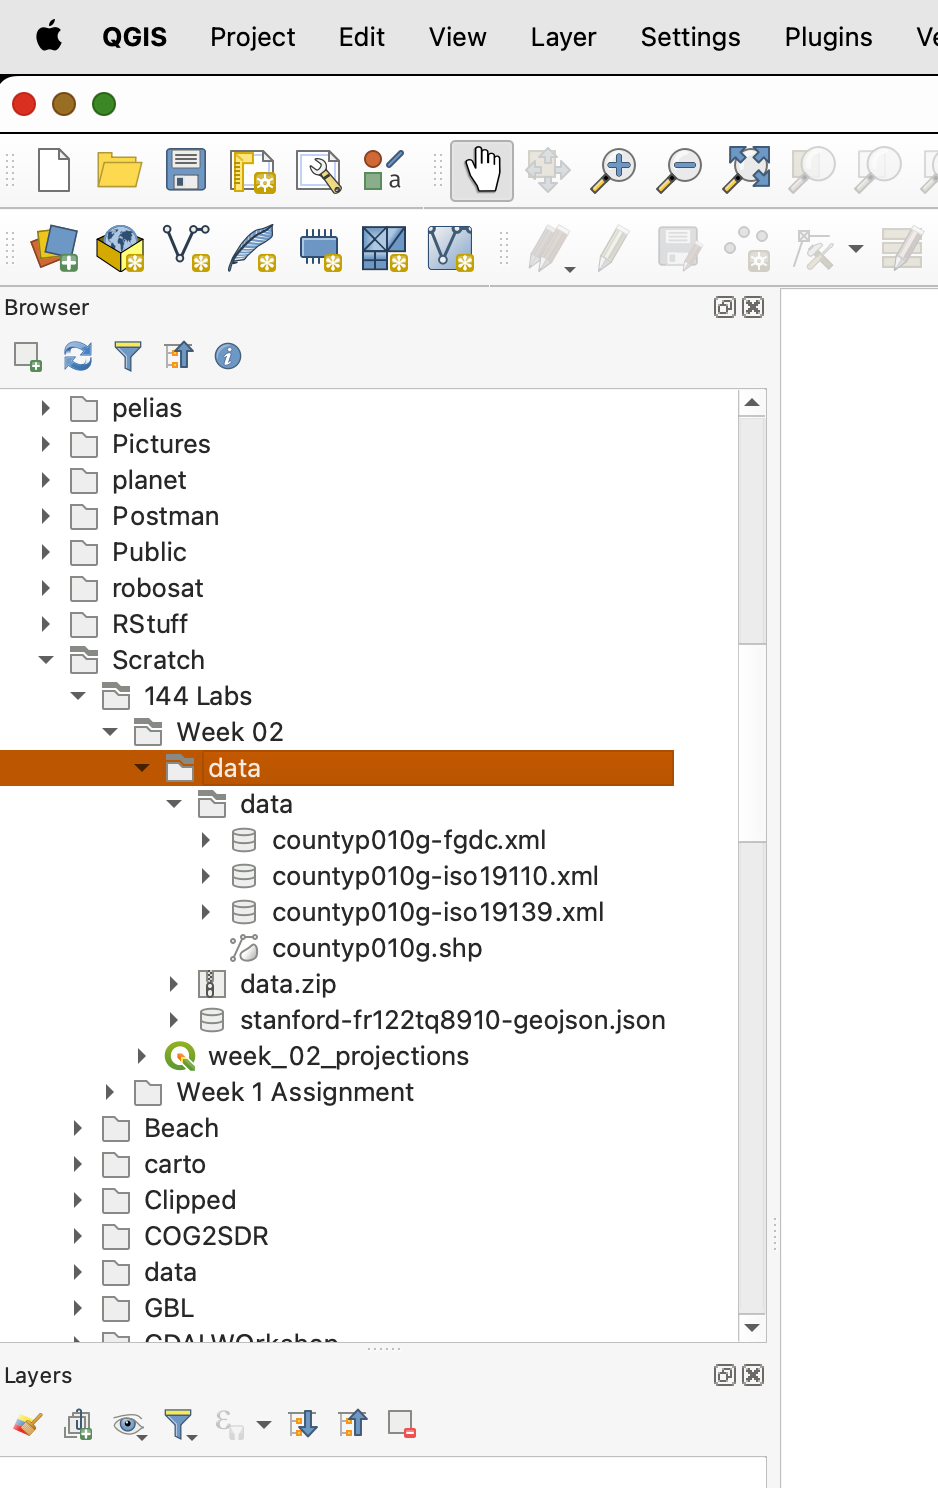 QGIS Project Edit View Layer Settings Plugins
a
Browser
pelias
Pictures
planet
Postman
Public
robosat
RStuff
Scratch
144 Labs
Week 02
data
data
countyp010g-fgdc.xml
countyp010g-iso19110.xml
countyp010g-iso19139.xml
countyp010g.shp
data.zip
stanford-fr122tq8910-geojson.json
week_02_projections
Week 1 Assignment
Beach
carto
Clipped
COG2SDR
data
GBL
Layers